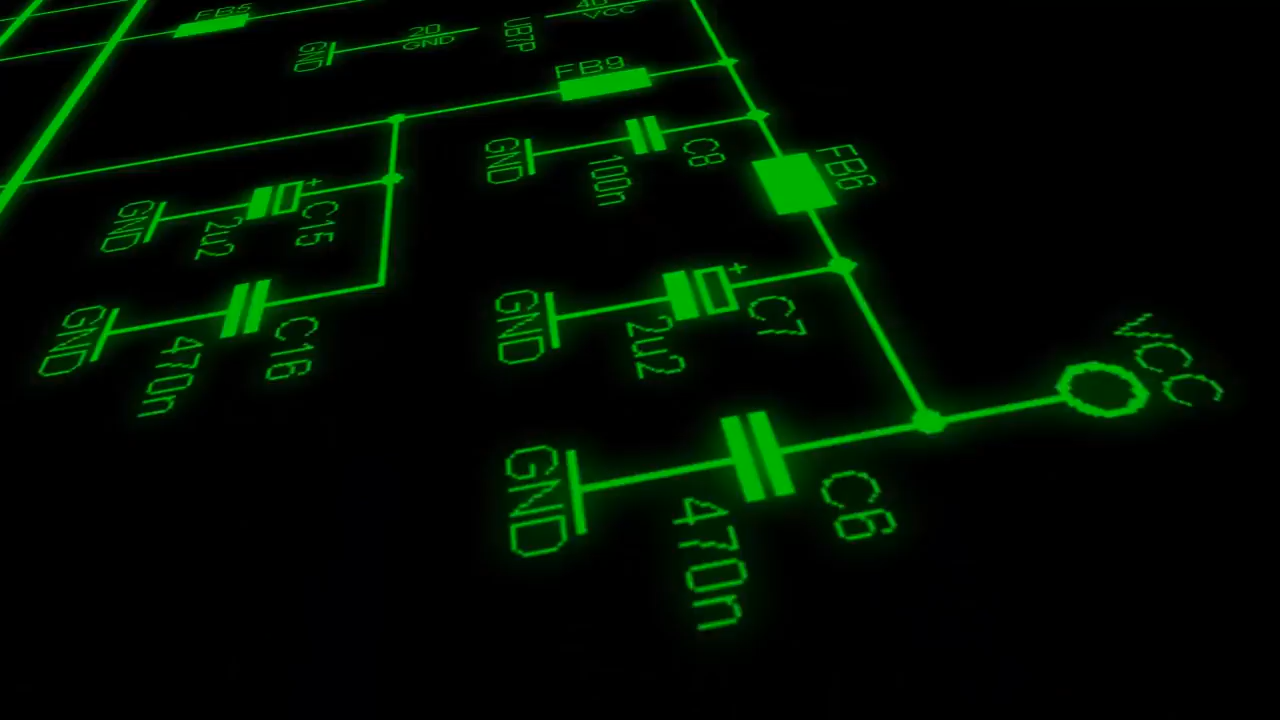 FB5
20
GND
GND
UB1P
VCC
FB9
GND
100n
C8
FB6
GND
2u2
C15
GND
2u2
C7
GND
470n
C16
VCC
GND
470n
C6